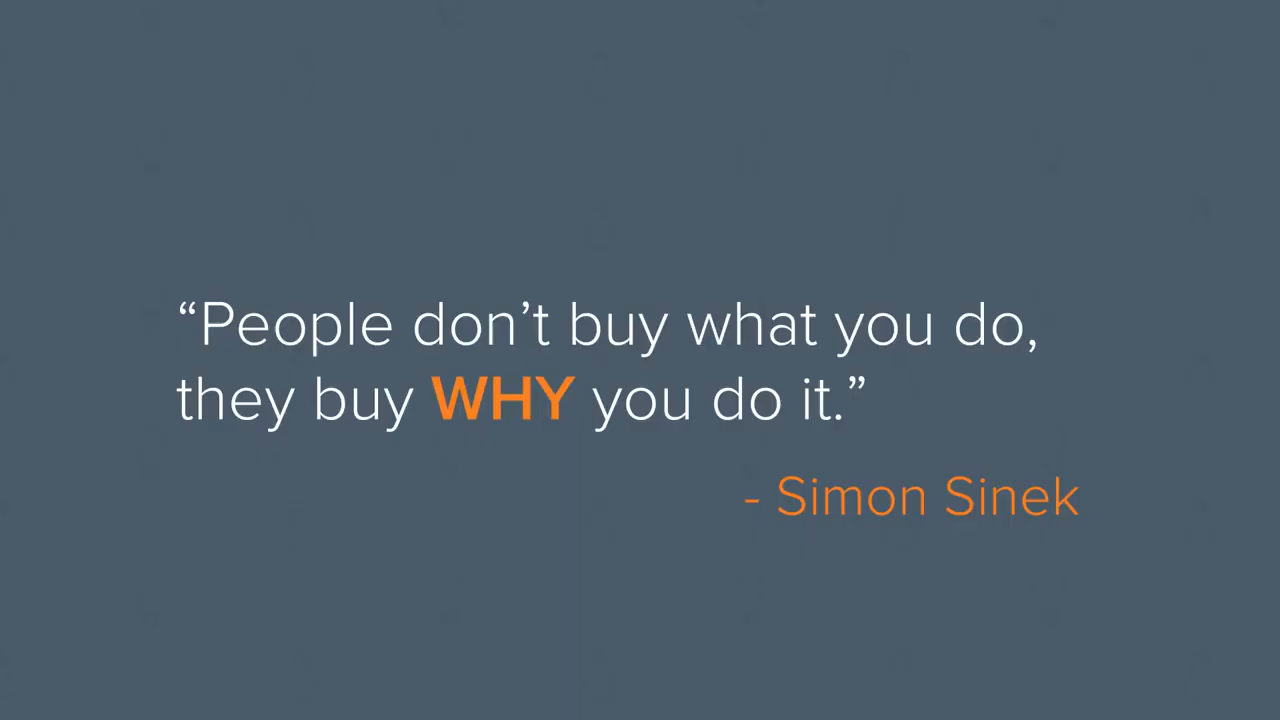 “People don’t buy what you do,
they buy WHY you do it.”
- Simon Sinek